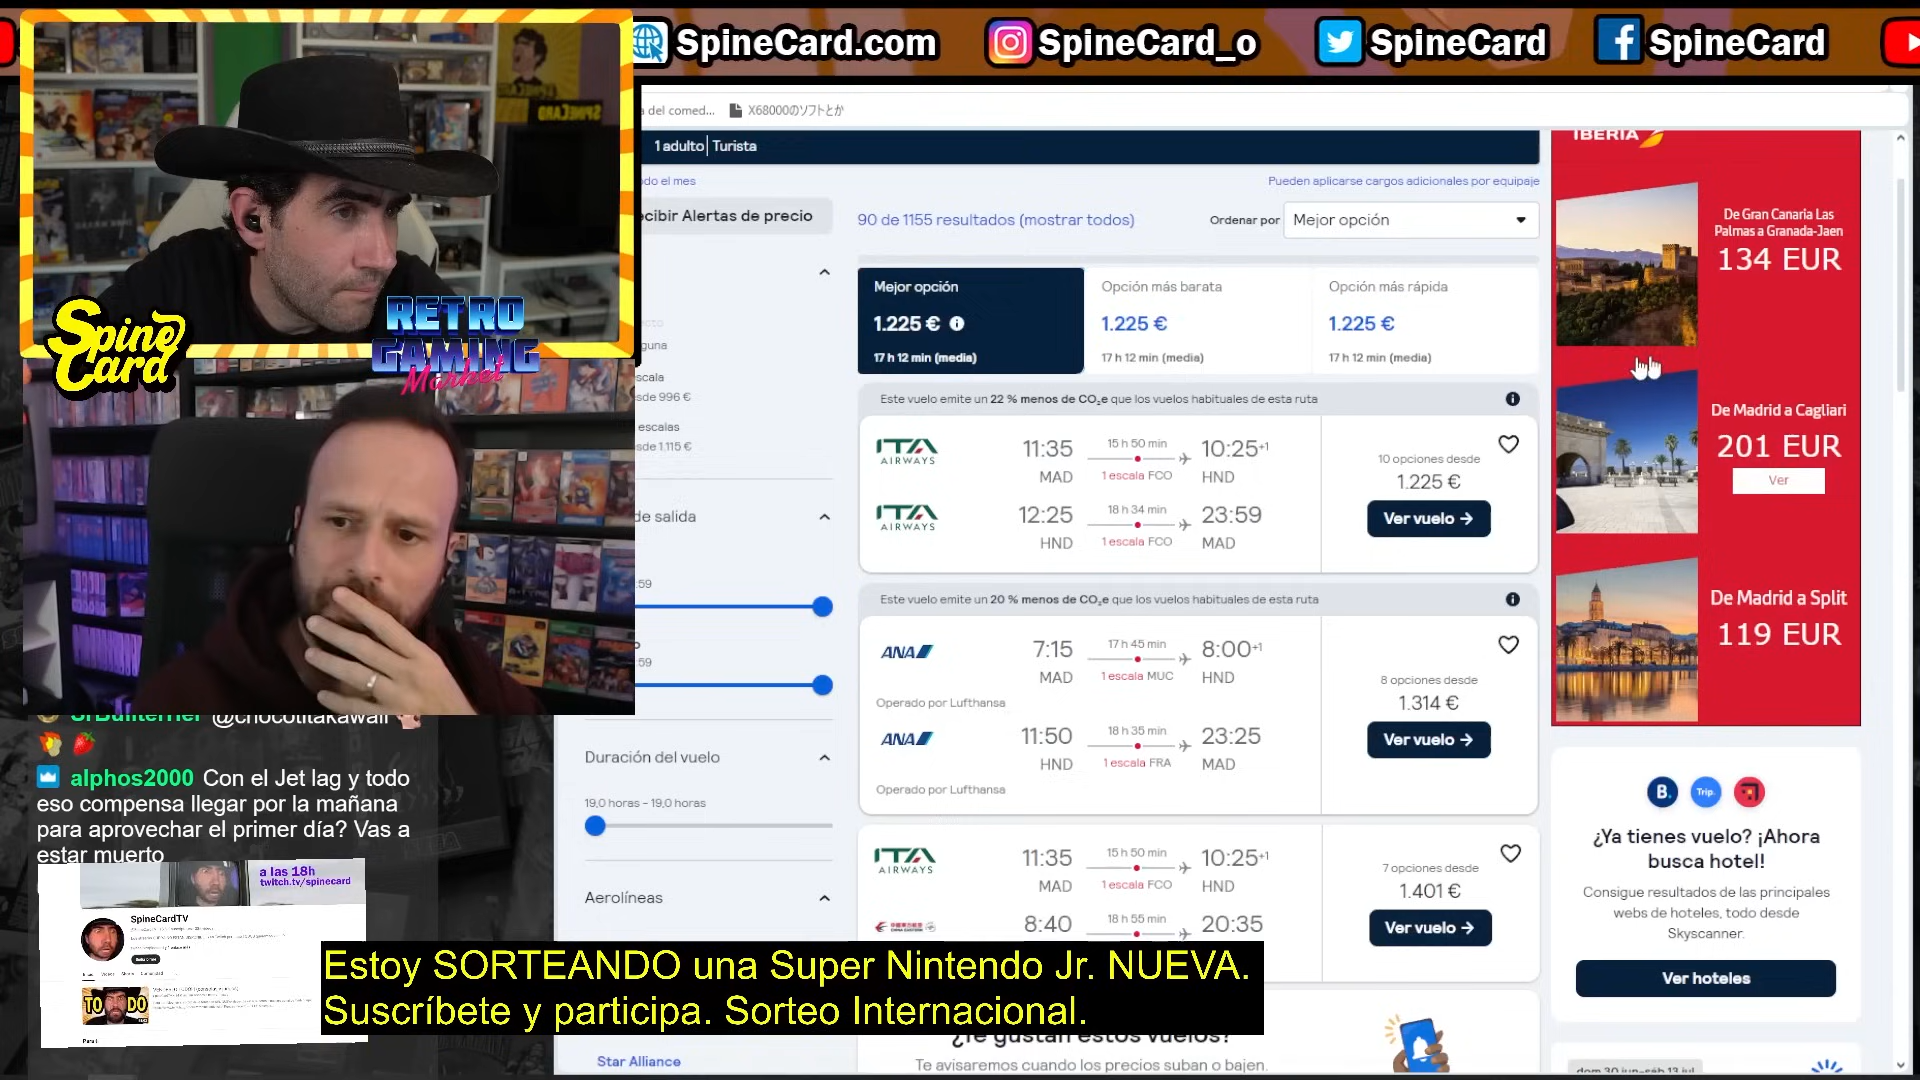 SpineCard.com
SpineCard_o
SpineCard
SpineCard
Spine
Card
RETRO
GAMING
Market
a del comed...
X68000のソフトとか
1 adulto | Turista
do el mes
Pueden aplicarse cargos adicionales por equipaje
cibir Alertas de precio
90 de 1155 resultados (mostrar todos)
Ordenar por
Mejor opción
Mejor opción
1.225 €
17 h 12 min (media)
Opción más barata
1.225 €
17 h 12 min (media)
Opción más rápida
1.225 €
17 h 12 min (media)
guna
scala
sde 996 €
escalas
sde 1.115 €
de salida
:59
:59
Duración del vuelo
19,0 horas - 19,0 horas
Aerolíneas
Star Alliance
Este vuelo emite un 22 % menos de CO₂e que los vuelos habituales de esta ruta
ITA
AIRWAYS
11:35
MAD
15 h 50 min
1 escala FCO
10:25+1
HND
ITA
AIRWAYS
12:25
HND
18 h 34 min
1 escala FCO
23:59
MAD
10 opciones desde
1.225 €
Ver vuelo →
Este vuelo emite un 20 % menos de CO₂e que los vuelos habituales de esta ruta
ANA
7:15
MAD
17 h 45 min
1 escala MUC
8:00+1
HND
Operado por Lufthansa
ANA
11:50
HND
18 h 35 min
1 escala FRA
23:25
MAD
Operado por Lufthansa
8 opciones desde
1.314 €
Ver vuelo →
ITA
AIRWAYS
11:35
MAD
15 h 50 min
1 escala FCO
10:25+1
HND
8:40
18 h 55 min
20:35
7 opciones desde
1.401 €
Ver vuelo →
¿Te gustan estos vuelos?
Te avisaremos cuando los precios suban o bajen.
IBERIA
De Gran Canaria Las
Palmas a Granada-Jaen
134 EUR
De Madrid a Cagliari
201 EUR
Ver
De Madrid a Split
119 EUR
B.
Trip.
¿Ya tienes vuelo? ¡Ahora
busca hotel!
Consigue resultados de las principales
webs de hoteles, todo desde
Skyscanner.
Ver hoteles
dom 30 jun-sáb 13 jul
SrBullterrier @chocotitakawaii
alphos2000 Con el Jet lag y todo
eso compensa llegar por la mañana
para aprovechar el primer día? Vas a
estar muerto
a las 18h
twitch.tv/spinecard
SpineCardTV
Estoy SORTEANDO una Super Nintendo Jr. NUEVA.
Suscríbete y participa. Sorteo Internacional.